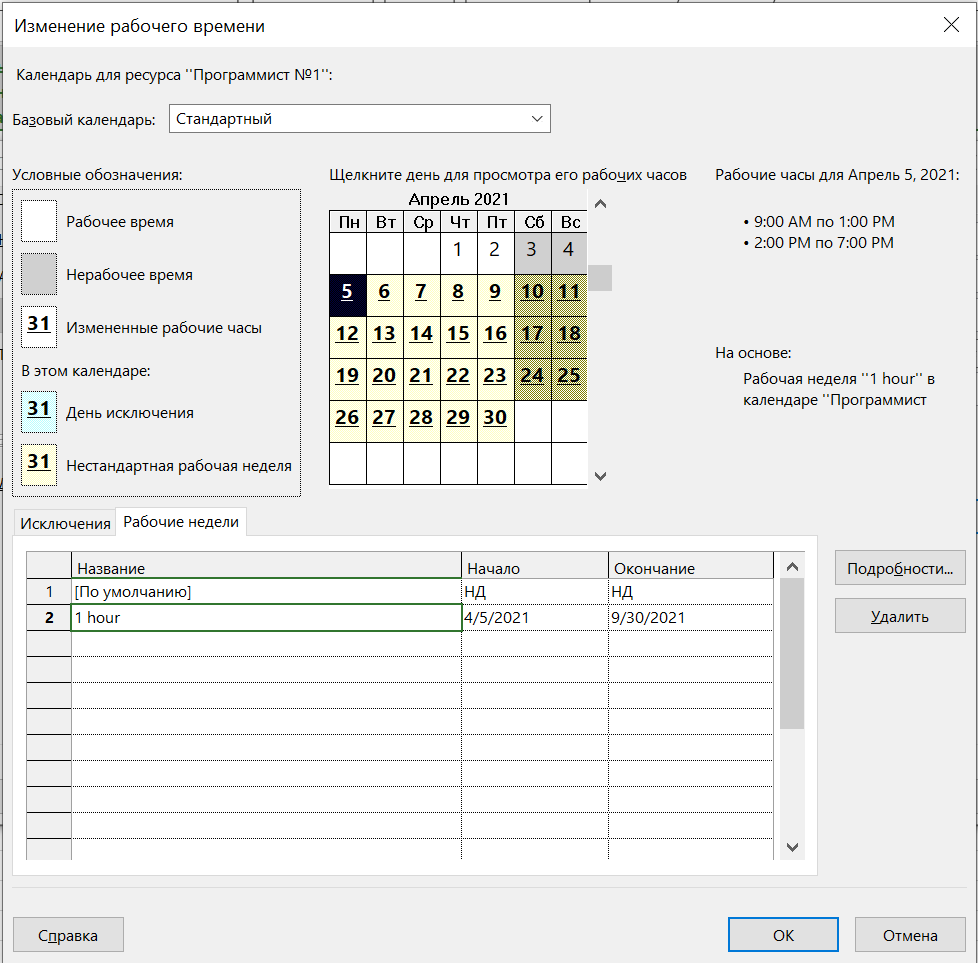 Изменение рабочего времени
Календарь для ресурса "Программист №1":
Базовый календарь: Стандартный
Условные обозначения:
Рабочее время
Нерабочее время
31 Измененные рабочие часы
В этом календаре:
31 День исключения
31 Нестандартная рабочая неделя
Щелкните день для просмотра его рабочих часов
Апрель 2021
Пн Вт Ср Чт Пт Сб Вс
1 2 3 4
5 6 7 8 9 10 11
12 13 14 15 16 17 18
19 20 21 22 23 24 25
26 27 28 29 30
Рабочие часы для Апрель 5, 2021:
• 9:00 AM по 1:00 PM
• 2:00 PM по 7:00 PM
На основе:
Рабочая неделя "1 hour" в
календаре "Программист
Исключения Рабочие недели
Название Начало Окончание
1 [По умолчанию] НД НД
2 1 hour 4/5/2021 9/30/2021
Подробности...
Удалить
Справка ОК Отмена